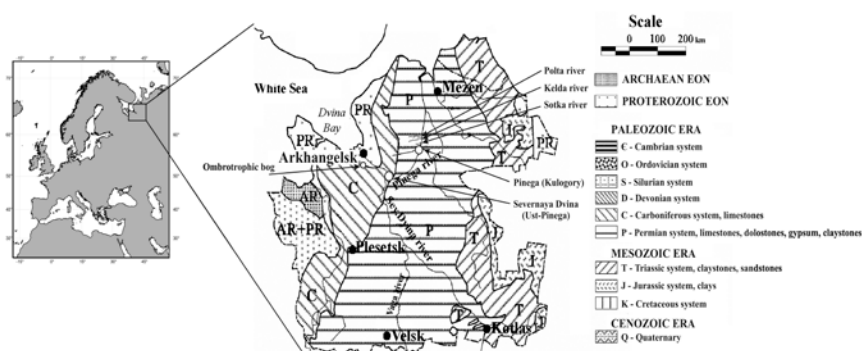 Scale
0 50 100 200 km
ARCHAEAN EON
PROTEROZOIC EON
PALEOZOIC ERA
Є - Cambrian system
O - Ordovician system
S - Silurian system
D - Devonian system
C - Carboniferous system, limestones
P - Permian system, limestones, dolostones, gypsum, claystones
MESOZOIC ERA
T - Triassic system, claystones, sandstones
J - Jurassic system, clays
K - Cretaceous system
CENOZOIC ERA
Q - Quaternary
White Sea
Dvina
Bay
Polta river
Kelda river
Sotka river
Mezen
T
P
PR
PR
J
T
PR
Arkhangelsk
Ombrotrophic bog
Pinega river
Pinega (Kulogory)
Severnaya Dvina
(Ust-Pinega)
C
AR
AR+PR
Sev.Dvina river
P
T
J
J
Plesetsk
Vaga river
C
T
T
J
Velsk
Kotlas